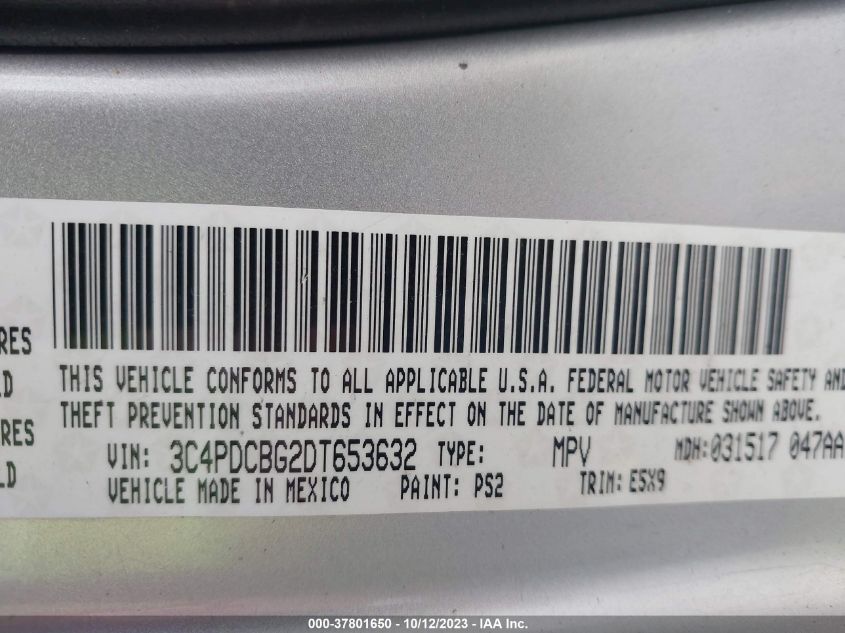 RES
LD
RES
LD
THIS VEHICLE CONFORMS TO ALL APPLICABLE U.S.A. FEDERAL MOTOR VEHICLE SAFETY AND
THEFT PREVENTION STANDARDS IN EFFECT ON THE DATE OF MANUFACTURE SHOWN ABOVE.
VIN: 3C4PDCBG2DT653632 TYPE: MPV MDH:031517 047AA
VEHICLE MADE IN MEXICO PAINT: PS2 TRIM: E5X9
000-37801650 - 10/12/2023 - IAA Inc.